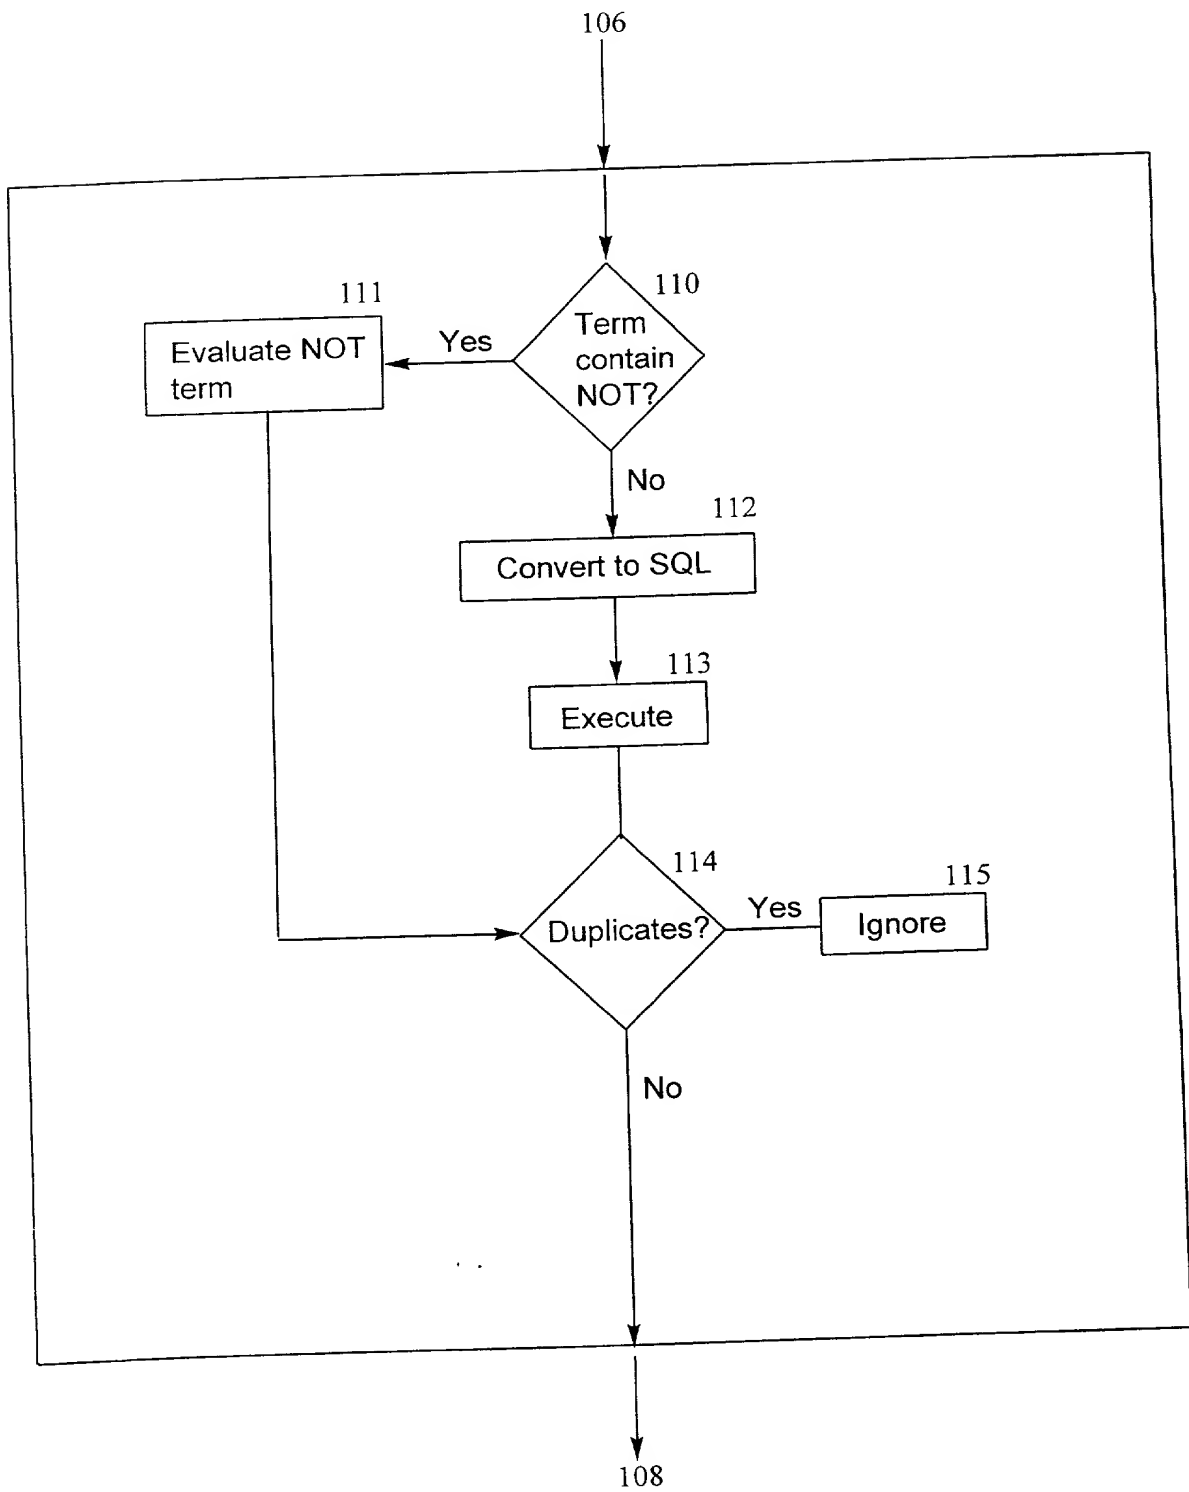 106
110
111
Term
contain
NOT?
Yes
Evaluate NOT
term
No
112
Convert to SQL
113
Execute
114
Duplicates?
Yes
115
Ignore
No
108